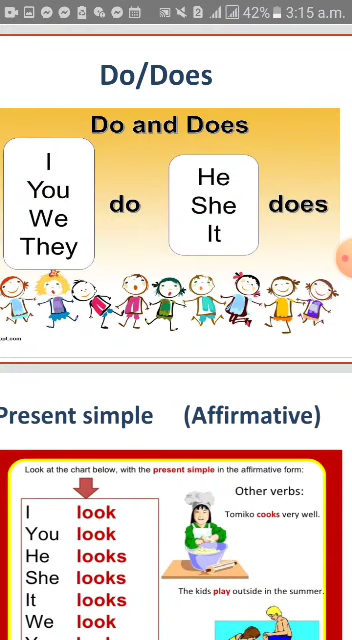 2 42% 3:15 a.m.
Do/Does
Do and Does
I
You
We
They
do
He
She
It
does
Present simple (Affirmative)
Look at the chart below, with the present simple in the affirmative form:
I look
You look
He looks
She looks
It looks
We look
Other verbs:
Tomiko cooks very well.
The kids play outside in the summer.